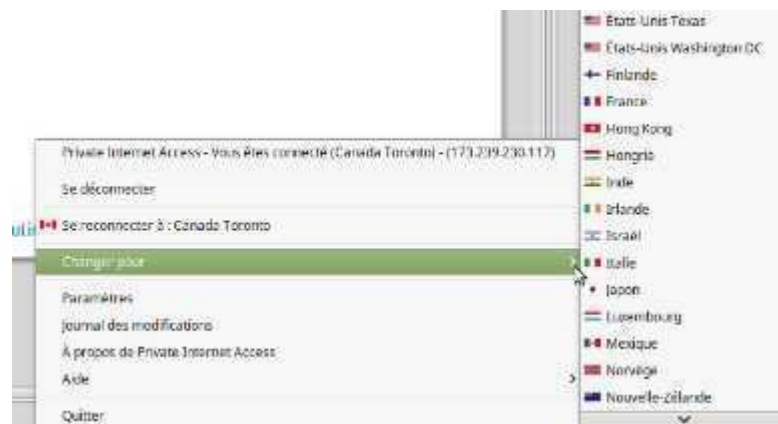 Private Internet Access - Vous êtes connecté (Canada Toronto) - (173.239.230.117)
Se déconnecter
Se reconnecter à : Canada Toronto
Changer pour
Paramètres
Journal des modifications
À propos de Private Internet Access
Aide
Quitter
États-Unis Texas
États-Unis Washington DC
Finlande
France
Hong Kong
Hongrie
Inde
Irlande
Israël
Italie
Japon
Luxembourg
Mexique
Norvège
Nouvelle-Zélande